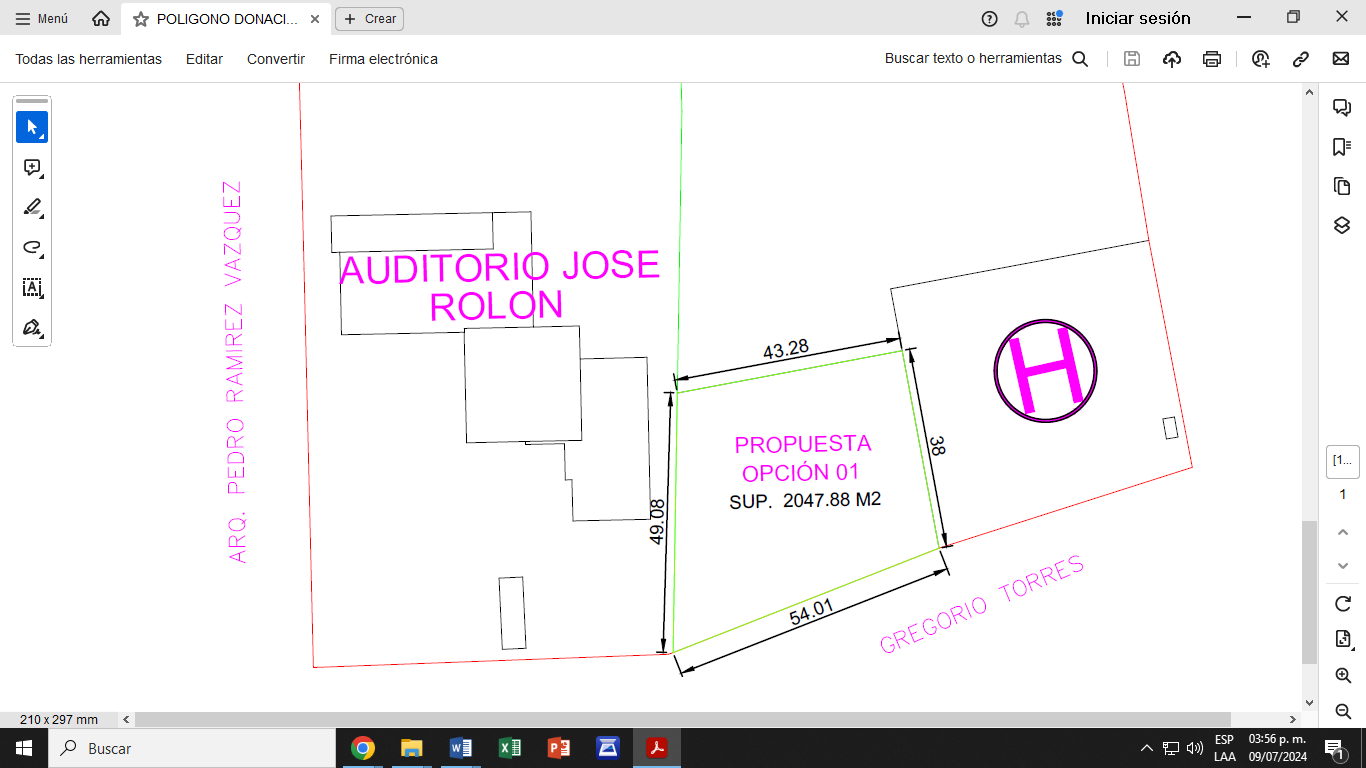 Menú
POLIGONO DONACI...
Crear
Iniciar sesión
Todas las herramientas
Editar
Convertir
Firma electrónica
Buscar texto o herramientas
ARQ. PEDRO RAMIREZ VAZQUEZ
AUDITORIO JOSE
ROLON
43.28
38
49.08
54.01
PROPUESTA
OPCIÓN 01
SUP. 2047.88 M2
H
GREGORIO TORRES
[1...
1
210 x 297 mm
Buscar
ESP
LAA
03:56 p. m.
09/07/2024
1